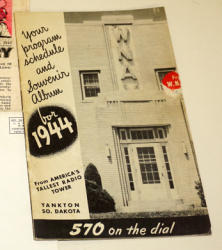 Your
program
schedule
and
Souvenir
Album
for
1944
WNAX
From AMERICA'S
TALLEST RADIO
TOWER
YANKTON
SO. DAKOTA
570 on the dial